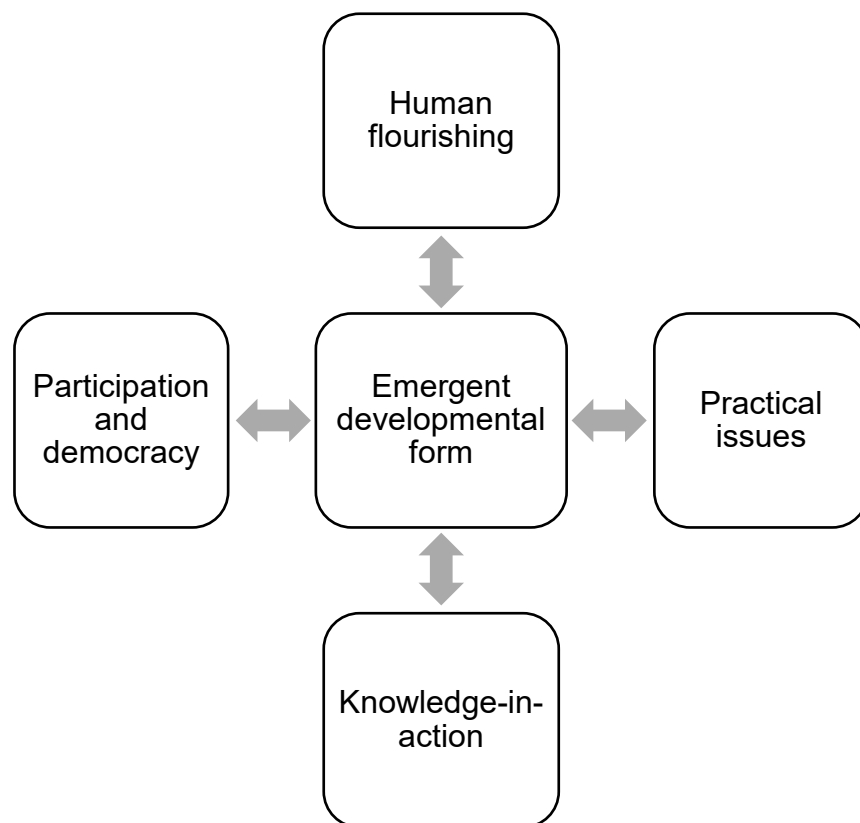 Human
flourishing
Participation
and
democracy
Emergent
developmental
form
Practical
issues
Knowledge-in-
action